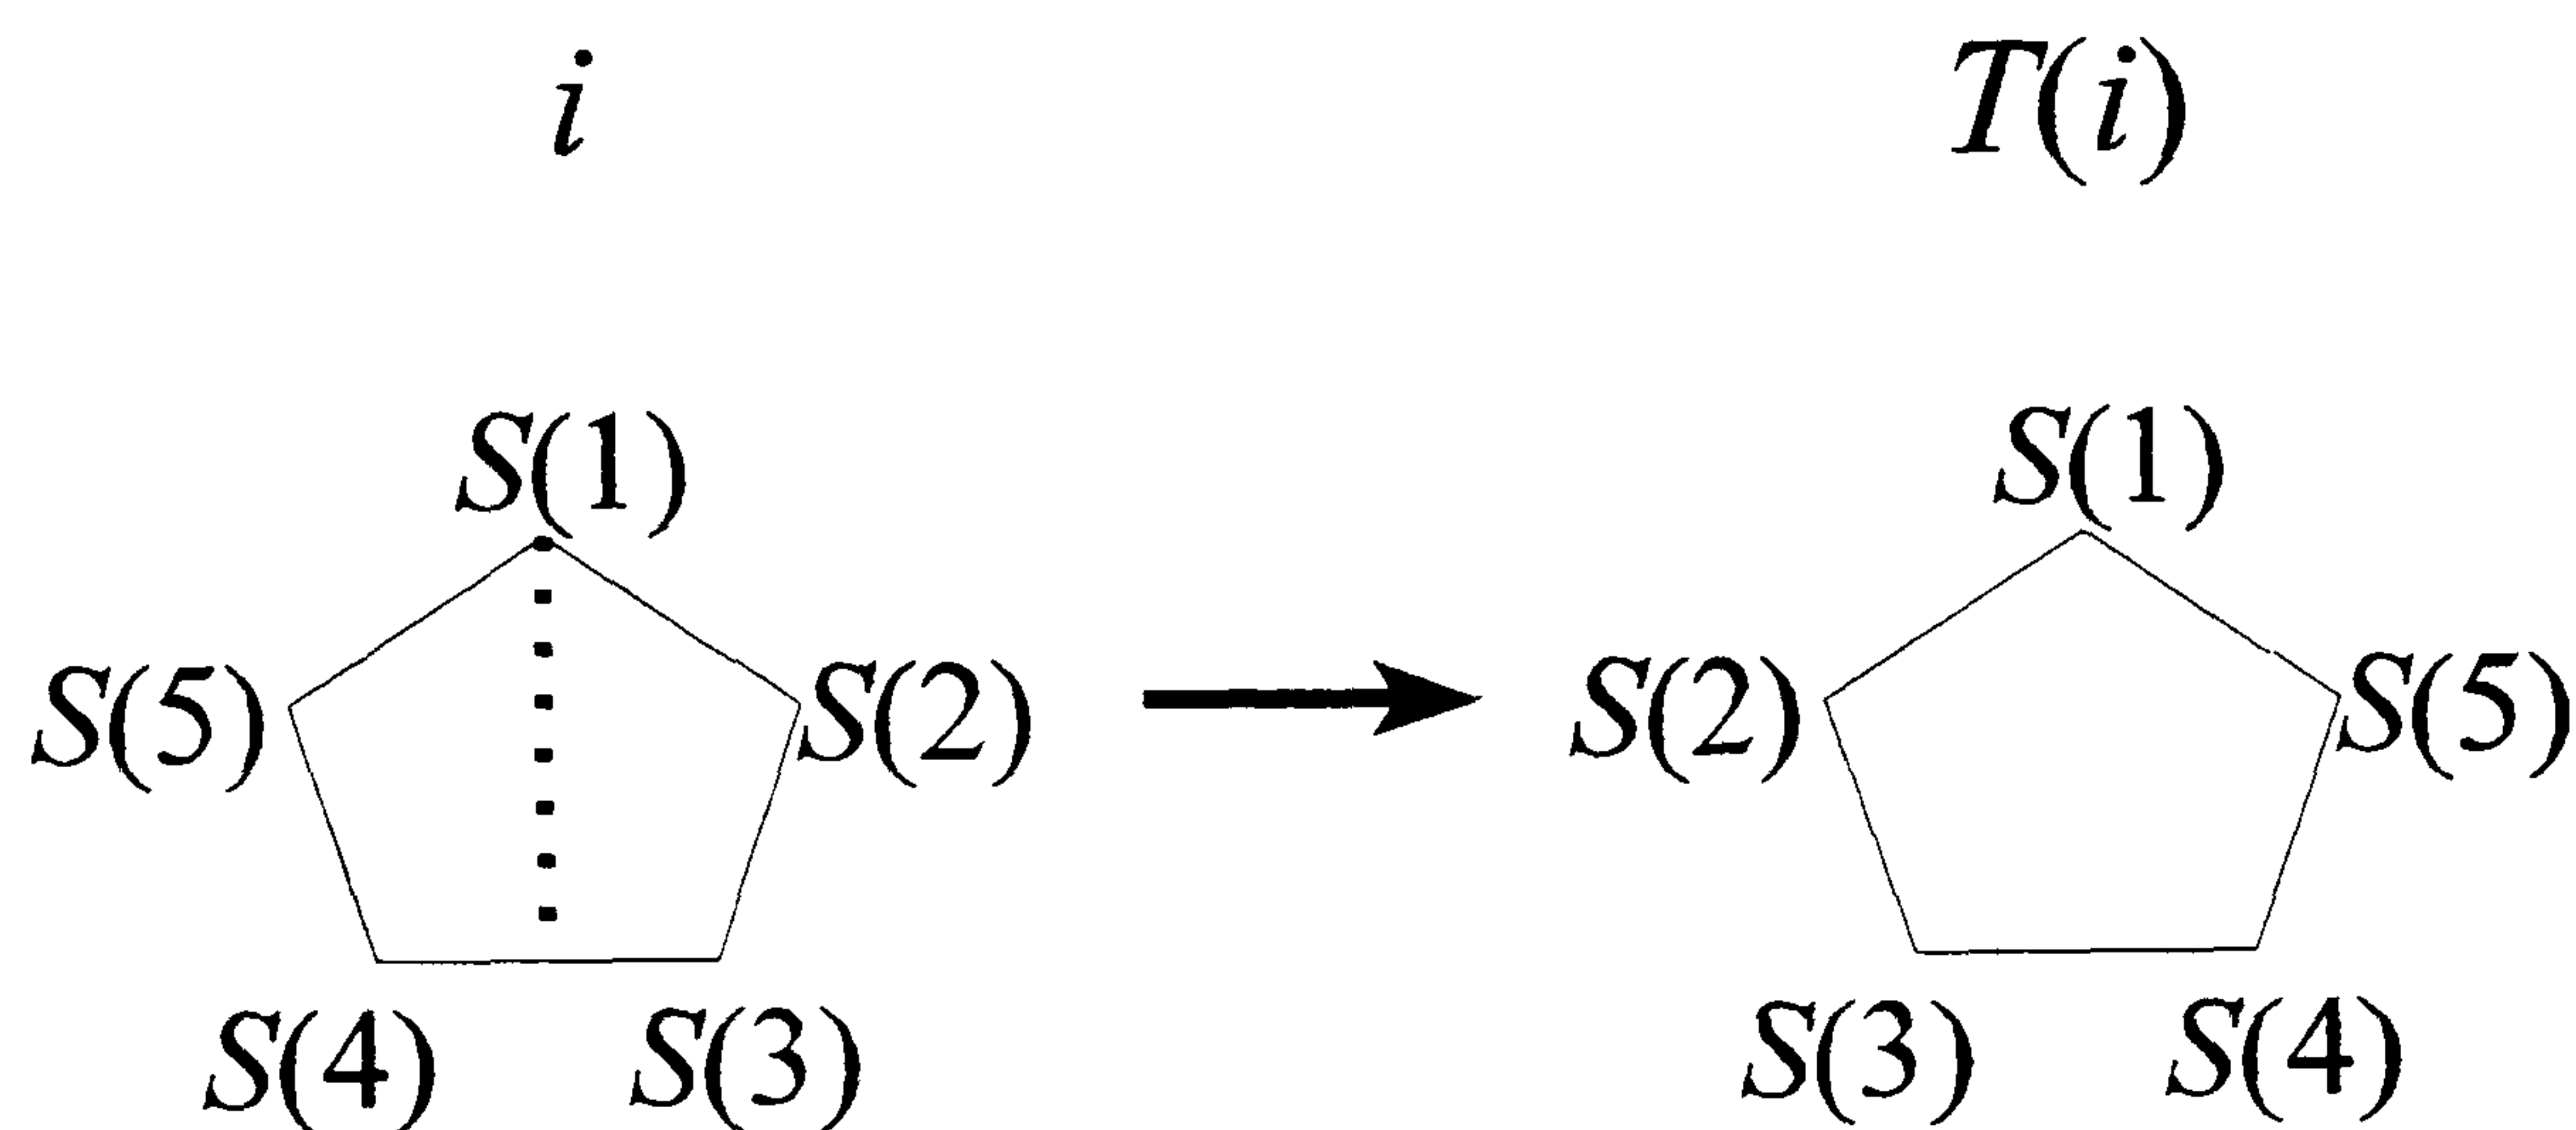 i T(i)
S(1) S(1)
S(5) S(2) S(2) S(5)
S(4) S(3) S(3) S(4)